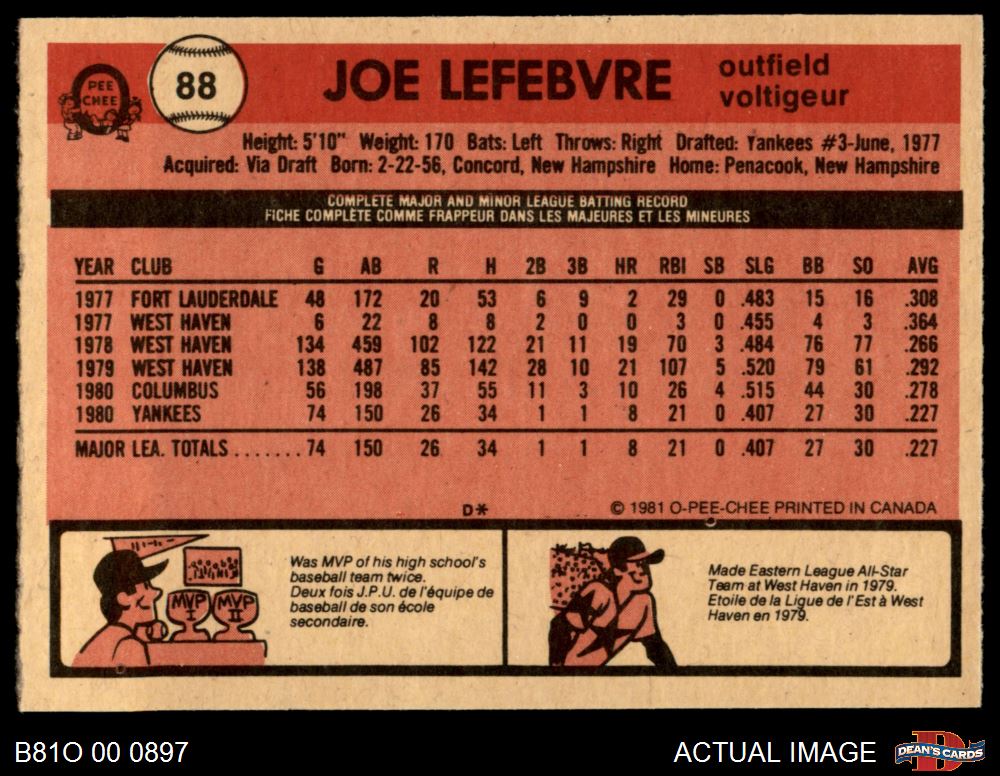 O
PEE
CHEE
88
JOE LEFEBVRE
outfield
voltigeur
Height: 5'10" Weight: 170 Bats: Left Throws: Right Drafted: Yankees #3-June, 1977
Acquired: Via Draft Born: 2-22-56, Concord, New Hampshire Home: Penacook, New Hampshire
COMPLETE MAJOR AND MINOR LEAGUE BATTING RECORD
FICHE COMPLÈTE COMME FRAPPEUR DANS LES MAJEURES ET LES MINEURES
YEAR CLUB G AB R H 2B 3B HR RBI SB SLG BB SO AVG
1977 FORT LAUDERDALE 48 172 20 53 6 9 2 29 0 .483 15 16 .308
1977 WEST HAVEN 6 22 8 8 2 0 0 3 0 .455 4 3 .364
1978 WEST HAVEN 134 459 102 122 21 11 19 70 3 .484 76 77 .266
1979 WEST HAVEN 138 487 85 142 28 10 21 107 5 .520 79 61 .292
1980 COLUMBUS 56 198 37 55 11 3 10 26 4 .515 44 30 .278
1980 YANKEES 74 150 26 34 1 1 8 21 0 .407 27 30 .227
MAJOR LEA. TOTALS.......74 150 26 34 1 1 8 21 0 .407 27 30 .227
D*
© 1981 O-PEE-CHEE PRINTED IN CANADA
MVP I
MVP II
Was MVP of his high school's
baseball team twice.
Deux fois J.P.U. de l'équipe de
baseball de son école
secondaire.
Made Eastern League All-Star
Team at West Haven in 1979.
Etoile de la Ligue de l'Est à West
Haven en 1979.
B81O 00 0897
ACTUAL IMAGE
D
DEAN'S CARDS